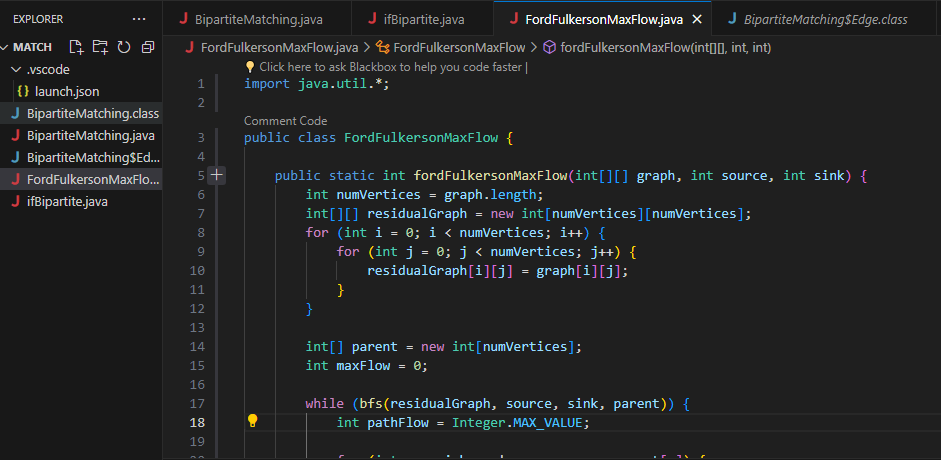 EXPLORER ...
MATCH
.vscode
{} launch.json
J BipartiteMatching.class
J BipartiteMatching.java
J BipartiteMatching$Ed...
J FordFulkersonMaxFlo...
J ifBipartite.java
J BipartiteMatching.java J ifBipartite.java J FordFulkersonMaxFlow.java × J BipartiteMatching$Edge.class
J FordFulkersonMaxFlow.java > FordFulkersonMaxFlow > fordFulkersonMaxFlow(int[][], int, int)
Click here to ask Blackbox to help you code faster |
1 import java.util.*;
2
Comment Code
3 public class FordFulkersonMaxFlow {
4
5 public static int fordFulkersonMaxFlow(int[][] graph, int source, int sink) {
6 int numVertices = graph.length;
7 int[][] residualGraph = new int[numVertices][numVertices];
8 for (int i = 0; i < numVertices; i++) {
9 for (int j = 0; j < numVertices; j++) {
10 residualGraph[i][j] = graph[i][j];
11 }
12 }
13
14 int[] parent = new int[numVertices];
15 int maxFlow = 0;
16
17 while (bfs(residualGraph, source, sink, parent)) {
18 int pathFlow = Integer.MAX_VALUE;
19